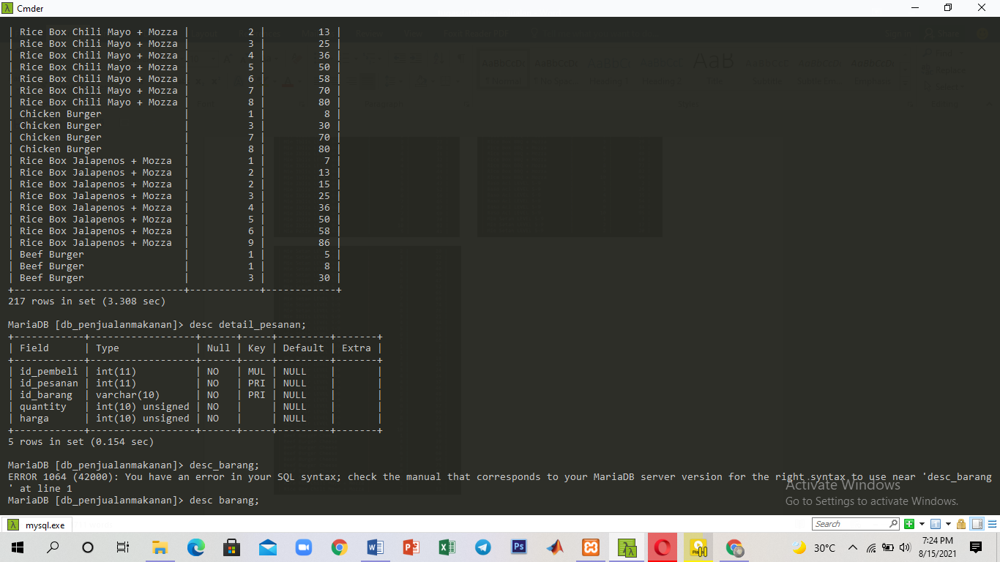 Cmder
| Rice Box Chili Mayo + Mozza | 2 | 13 |
| Rice Box Chili Mayo + Mozza | 3 | 25 |
| Rice Box Chili Mayo + Mozza | 4 | 36 |
| Rice Box Chili Mayo + Mozza | 5 | 50 |
| Rice Box Chili Mayo + Mozza | 6 | 58 |
| Rice Box Chili Mayo + Mozza | 7 | 70 |
| Rice Box Chili Mayo + Mozza | 8 | 80 |
| Chicken Burger | 1 | 8 |
| Chicken Burger | 3 | 30 |
| Chicken Burger | 7 | 70 |
| Chicken Burger | 8 | 80 |
| Rice Box Jalapenos + Mozza | 1 | 7 |
| Rice Box Jalapenos + Mozza | 2 | 13 |
| Rice Box Jalapenos + Mozza | 2 | 15 |
| Rice Box Jalapenos + Mozza | 3 | 25 |
| Rice Box Jalapenos + Mozza | 4 | 36 |
| Rice Box Jalapenos + Mozza | 5 | 50 |
| Rice Box Jalapenos + Mozza | 6 | 58 |
| Rice Box Jalapenos + Mozza | 9 | 86 |
| Beef Burger | 1 | 5 |
| Beef Burger | 1 | 8 |
| Beef Burger | 3 | 30 |
+-----------------------------+------------+------------+
217 rows in set (3.308 sec)
MariaDB [db_penjualanmakanan]> desc detail_pesanan;
+------------+------------------+------+-----+---------+-------+
| Field | Type | Null | Key | Default | Extra |
+------------+------------------+------+-----+---------+-------+
| id_pembeli | int(11) | NO | MUL | NULL | |
| id_pesanan | int(11) | NO | PRI | NULL | |
| id_barang | varchar(10) | NO | PRI | NULL | |
| quantity | int(10) unsigned | NO | | NULL | |
| harga | int(10) unsigned | NO | | NULL | |
+------------+------------------+------+-----+---------+-------+
5 rows in set (0.154 sec)
MariaDB [db_penjualanmakanan]> desc_barang;
ERROR 1064 (42000): You have an error in your SQL syntax; check the manual that corresponds to your MariaDB server version for the right syntax to use near 'desc_barang
' at line 1
MariaDB [db_penjualanmakanan]> desc barang;
Activate Windows
Go to Settings to activate Windows.
mysql.exe
Search
30°C
7:24 PM
8/15/2021